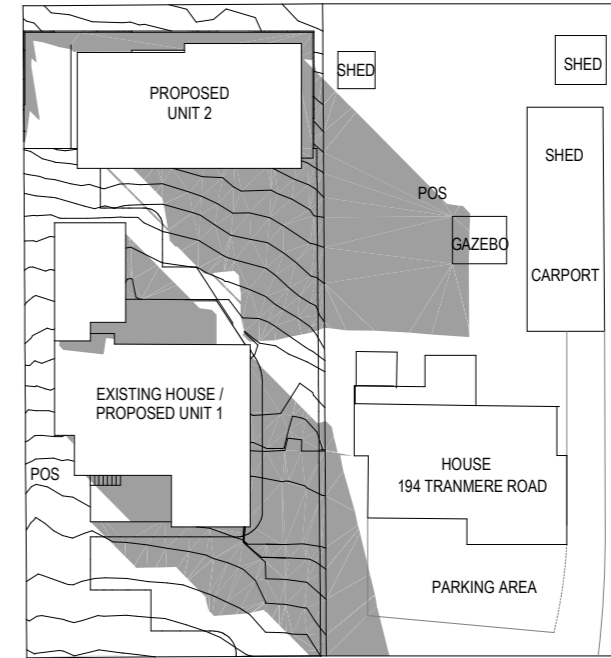 SHED
SHED
PROPOSED
UNIT 2
SHED
POS
GAZEBO
CARPORT
EXISTING HOUSE /
PROPOSED UNIT 1
POS
HOUSE
194 TRANMERE ROAD
PARKING AREA